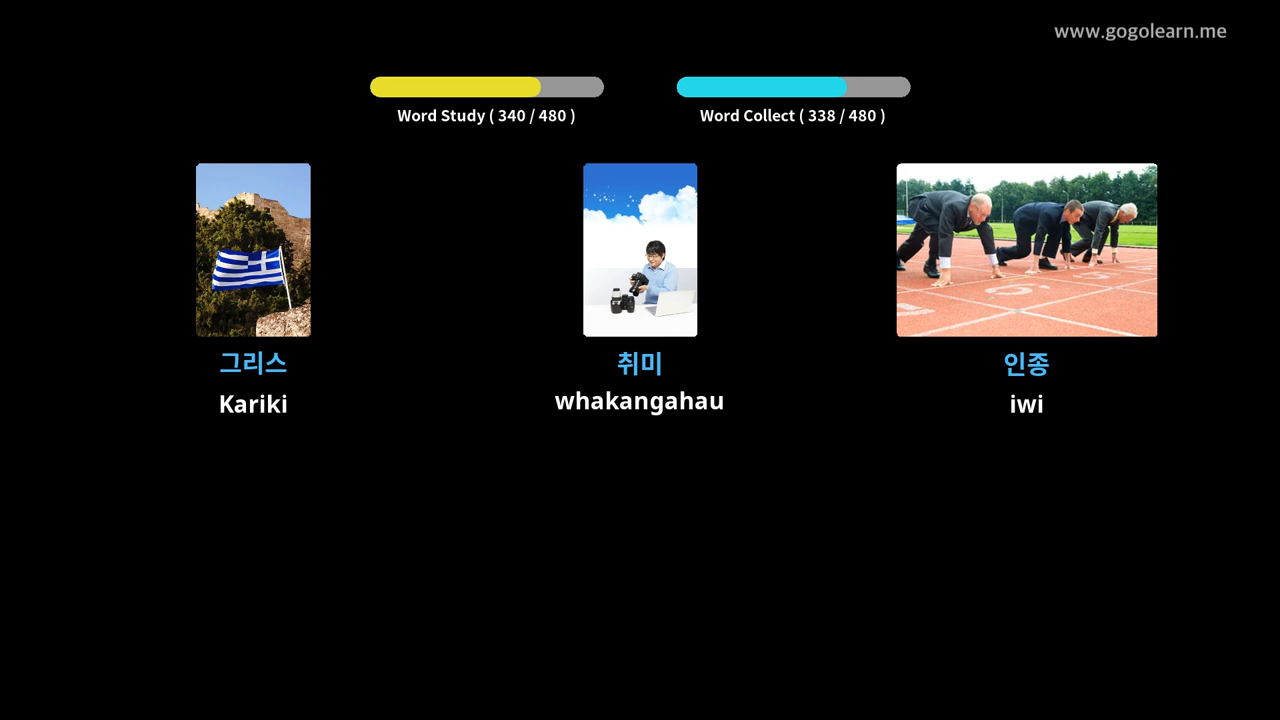 www.gogolearn.me
Word Study ( 340 / 480 )
Word Collect ( 338 / 480 )
그리스
Kariki
취미
whakangahau
인종
iwi